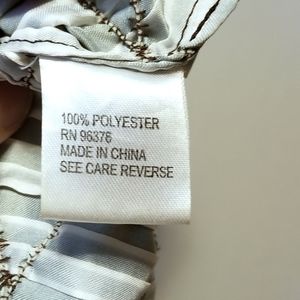 100% POLYESTER
RN 96376
MADE IN CHINA
SEE CARE REVERSE